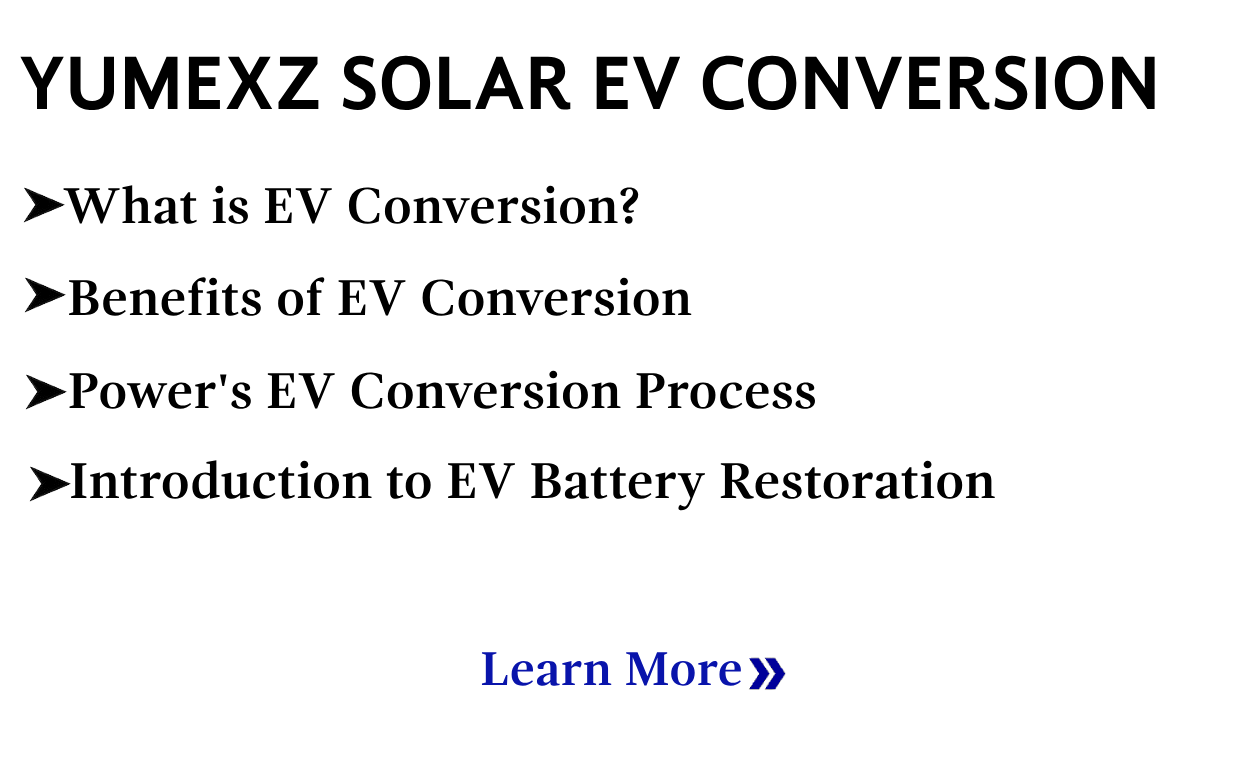 YUMEXZ SOLAR EV CONVERSION
➤What is EV Conversion?
➤Benefits of EV Conversion
➤Power's EV Conversion Process
➤Introduction to EV Battery Restoration
Learn More»